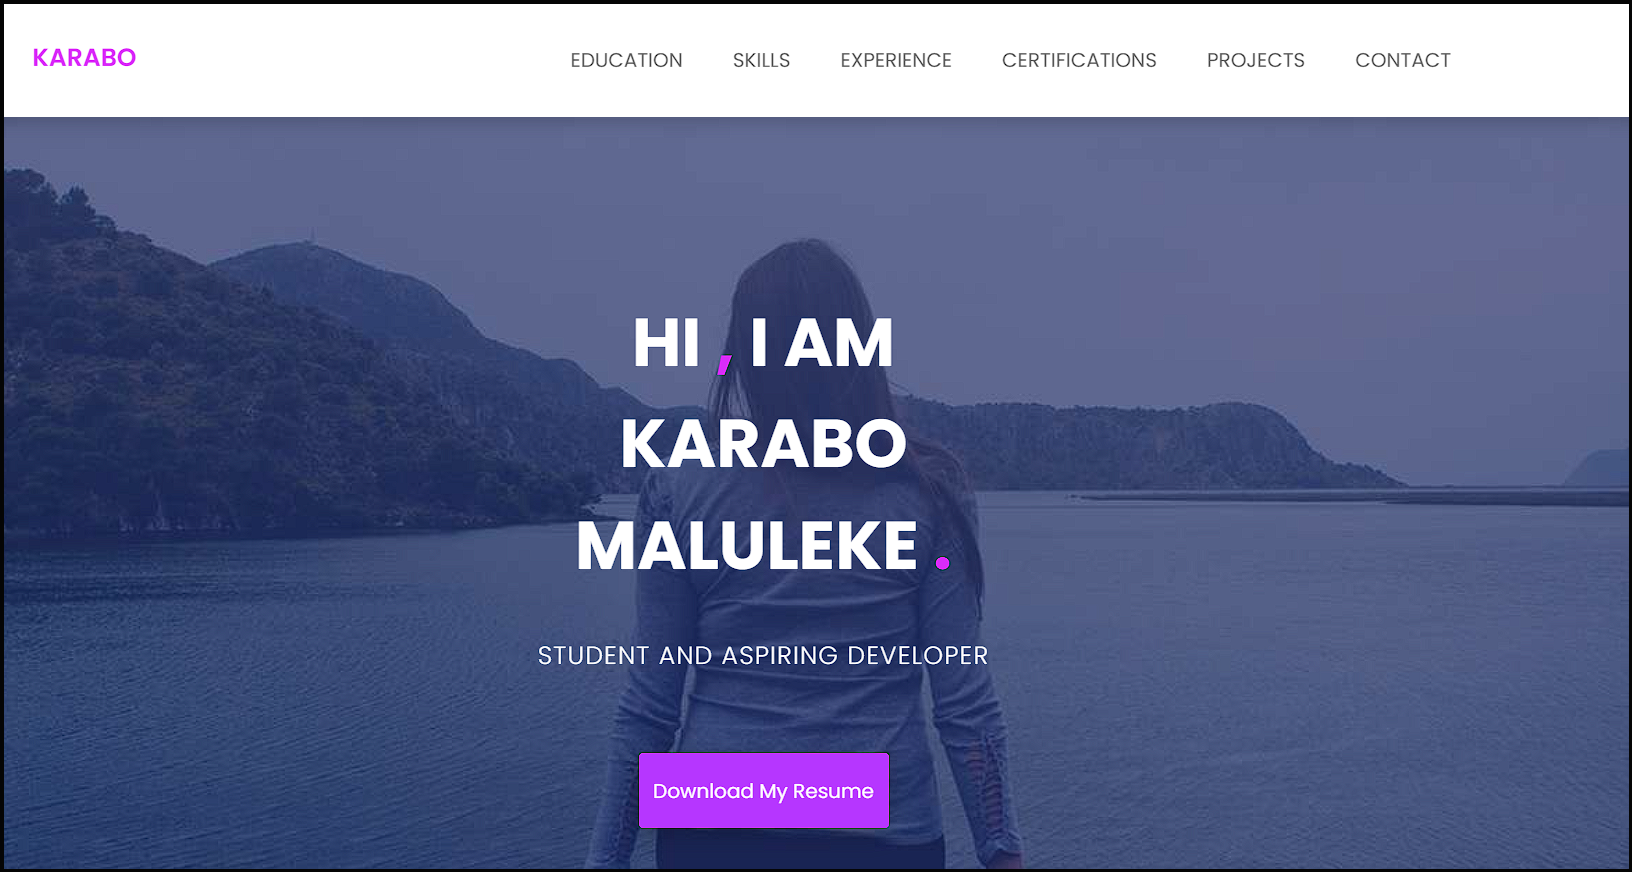 KARABO
EDUCATION SKILLS EXPERIENCE CERTIFICATIONS PROJECTS CONTACT
HI , I AM
KARABO
MALULEKE .
STUDENT AND ASPIRING DEVELOPER
Download My Resume